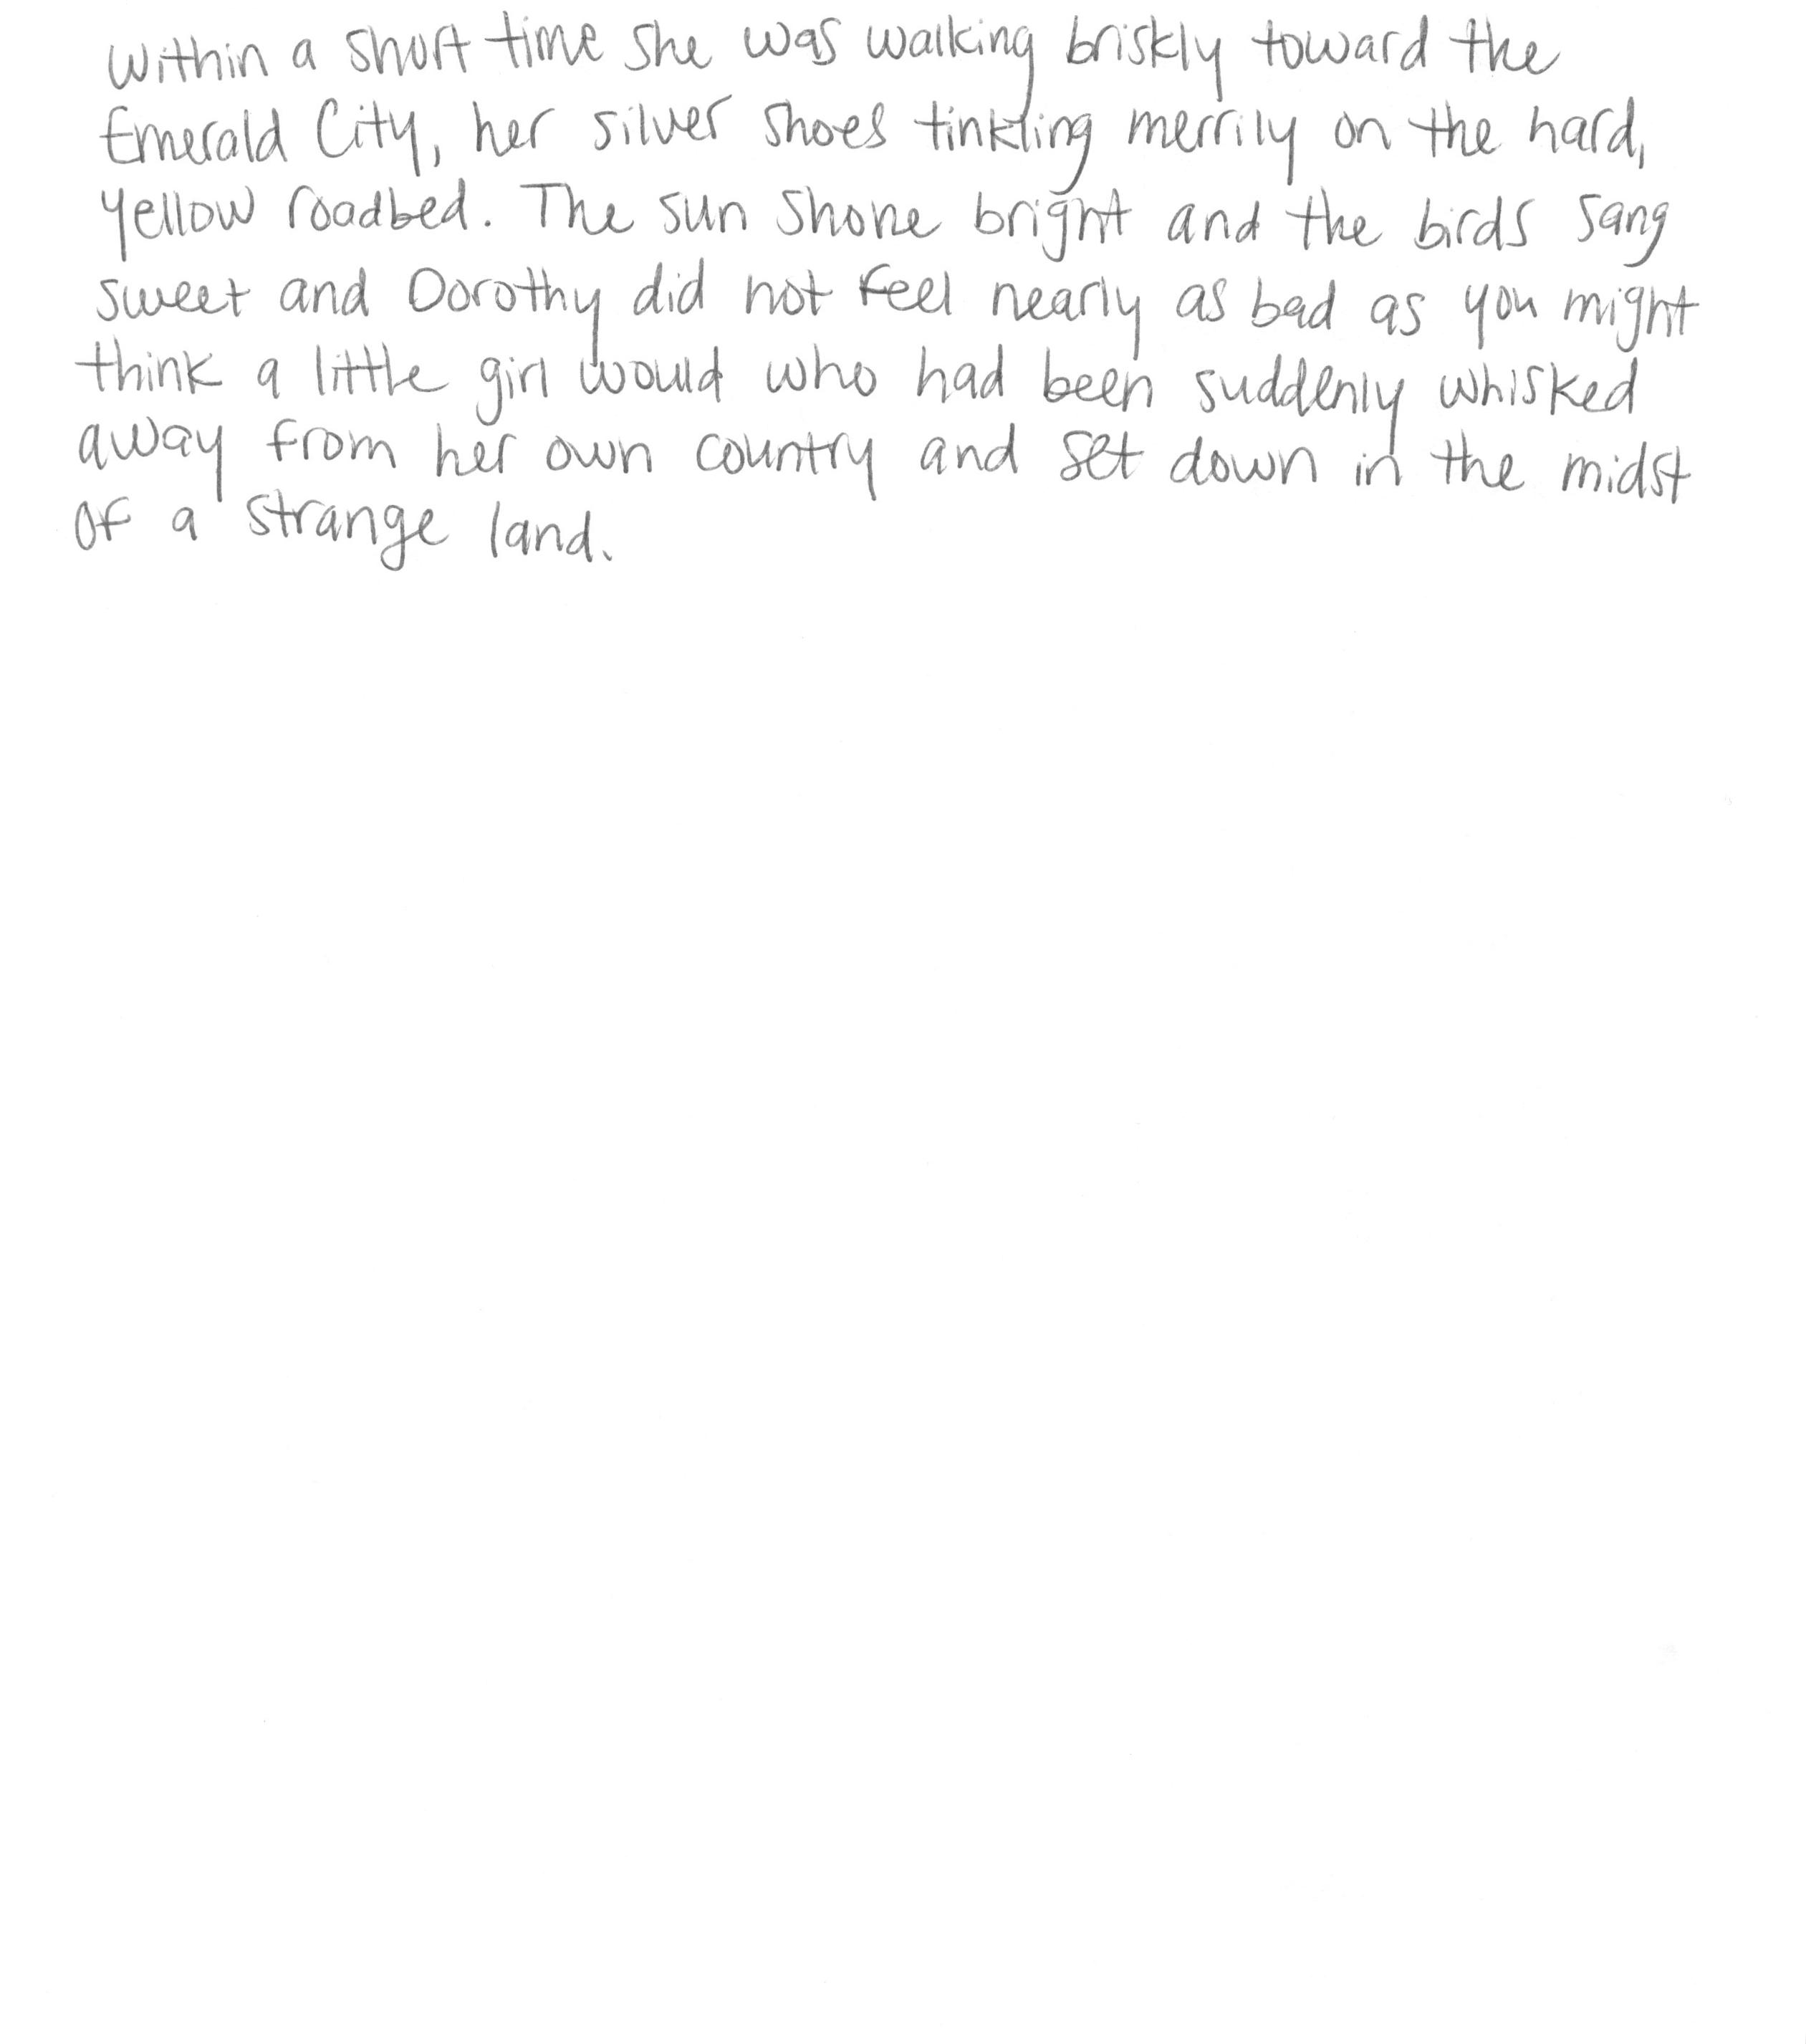 Within a short time she was walking briskly toward the
Emerald City, her silver shoes tinkling merrily on the hard,
yellow roadbed. The sun shone bright and the birds sang
sweet and Dorothy did not feel nearly as bad as you might
think a little girl would who had been suddenly whisked
away from her own country and set down in the midst
of a strange land.